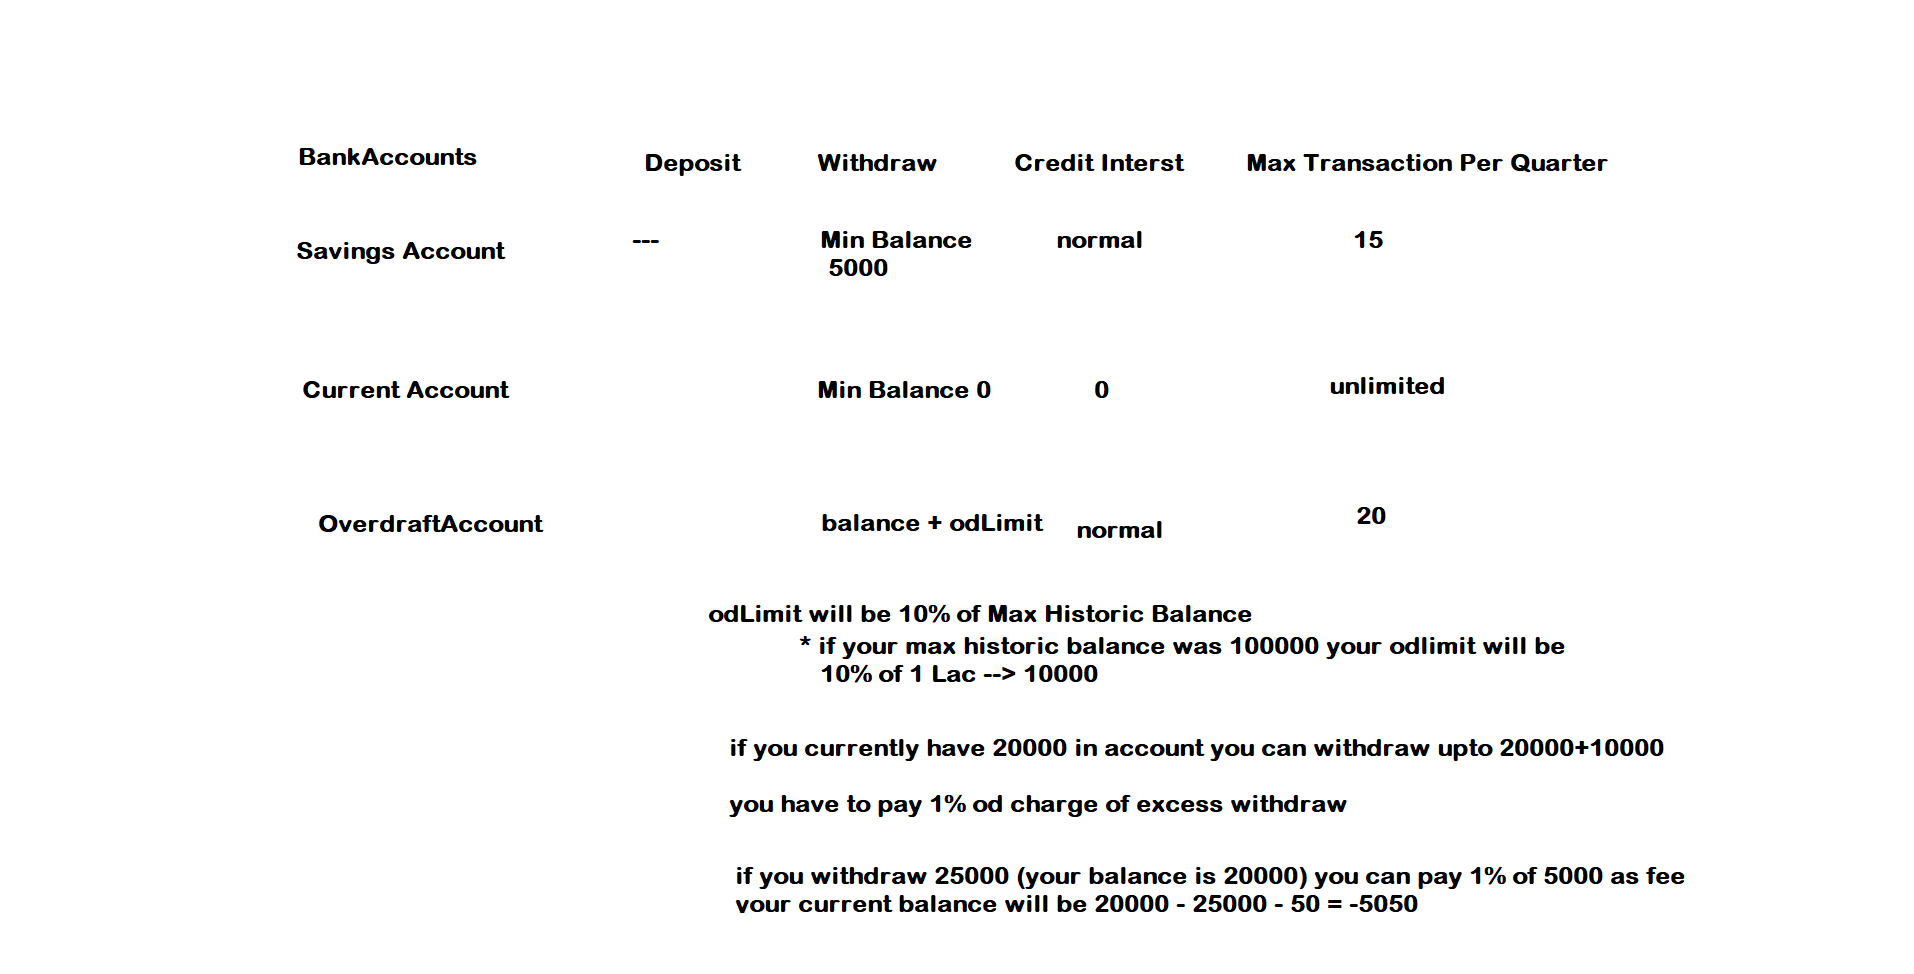 BankAccounts Deposit Withdraw Credit Interst Max Transaction Per Quarter
Savings Account --- Min Balance normal 15
5000
Current Account Min Balance 0 0 unlimited
OverdraftAccount balance + odLimit normal 20
odLimit will be 10% of Max Historic Balance
* if your max historic balance was 100000 your odlimit will be
10% of 1 Lac --> 10000
if you currently have 20000 in account you can withdraw upto 20000+10000
you have to pay 1% od charge of excess withdraw
if you withdraw 25000 (your balance is 20000) you can pay 1% of 5000 as fee
your current balance will be 20000 - 25000 - 50 = -5050